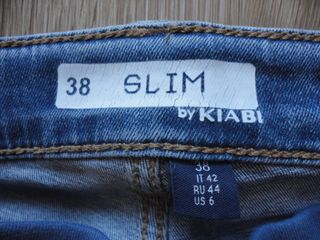 38 SLIM
by KIABI
38
IT 42
RU 44
US 6